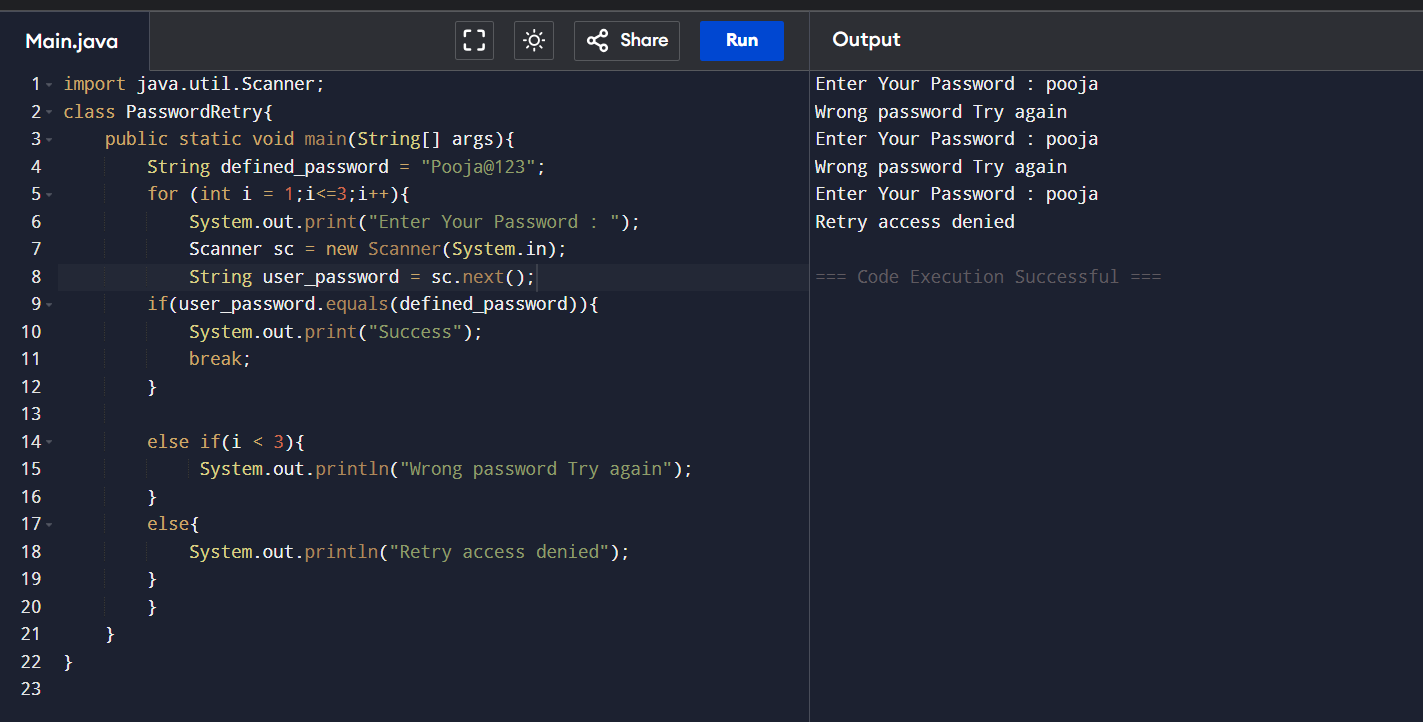 Main.java
Share
Run
Output
1 import java.util.Scanner;
2 class PasswordRetry{
3     public static void main(String[] args){
4         String defined_password = "Pooja@123";
5         for (int i = 1;i<=3;i++){
6             System.out.print("Enter Your Password : ");
7             Scanner sc = new Scanner(System.in);
8             String user_password = sc.next();
9         if(user_password.equals(defined_password)){
10             System.out.print("Success");
11             break;
12         }
13
14         else if(i < 3){
15              System.out.println("Wrong password Try again");
16         }
17         else{
18             System.out.println("Retry access denied");
19         }
20         }
21     }
22 }
23
Enter Your Password : pooja
Wrong password Try again
Enter Your Password : pooja
Wrong password Try again
Enter Your Password : pooja
Retry access denied
=== Code Execution Successful ===